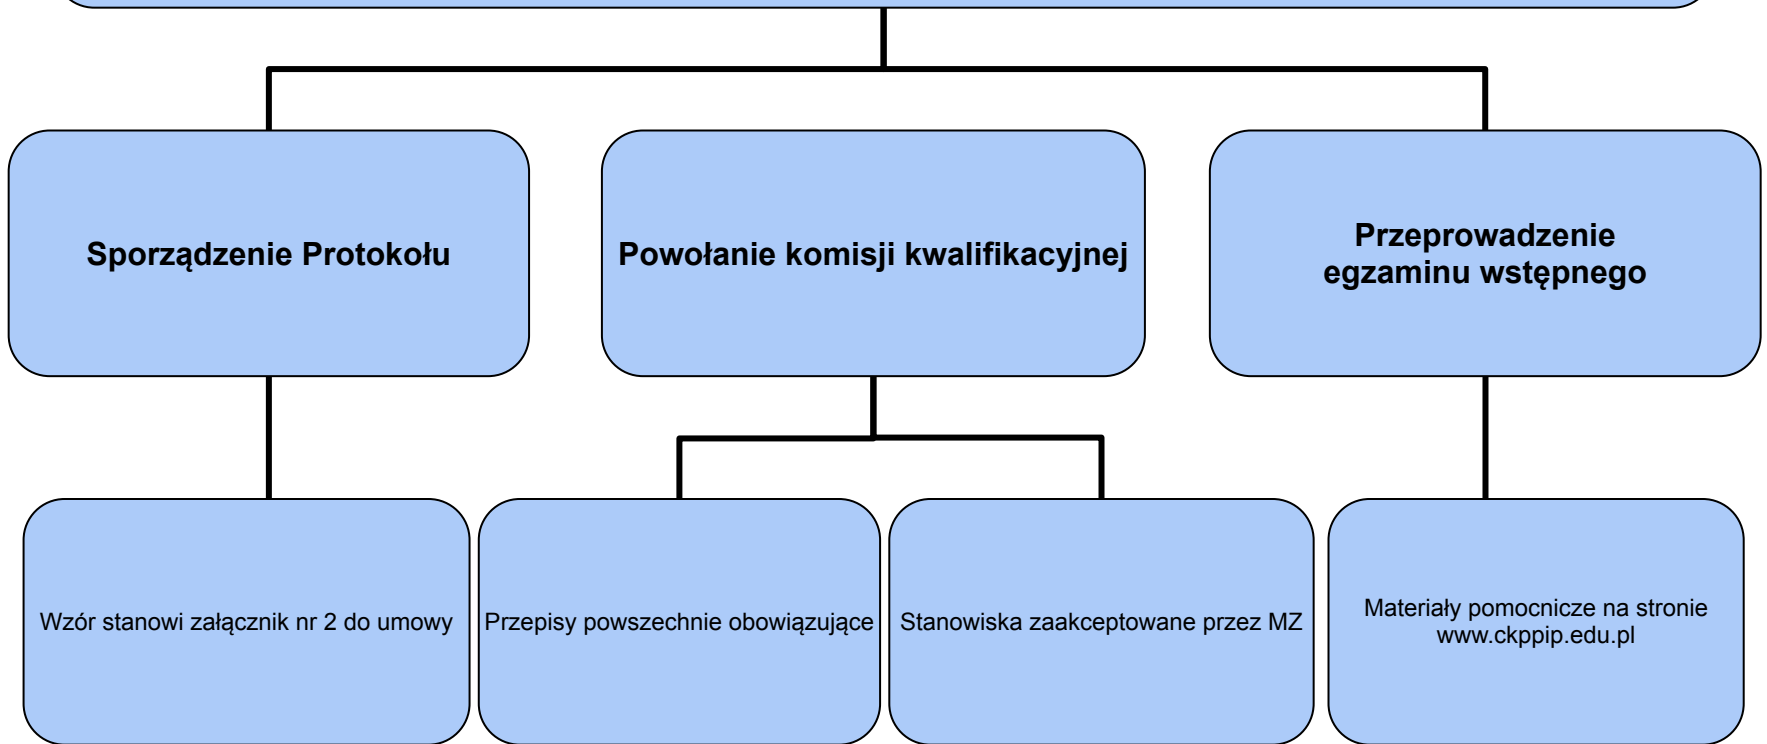 Sporządzenie Protokołu
Powołanie komisji kwalifikacyjnej
Przeprowadzenie
egzaminu wstępnego
Wzór stanowi załącznik nr 2 do umowy
Przepisy powszechnie obowiązujące
Stanowiska zaakceptowane przez MZ
Materiały pomocnicze na stronie
www.ckppip.edu.pl